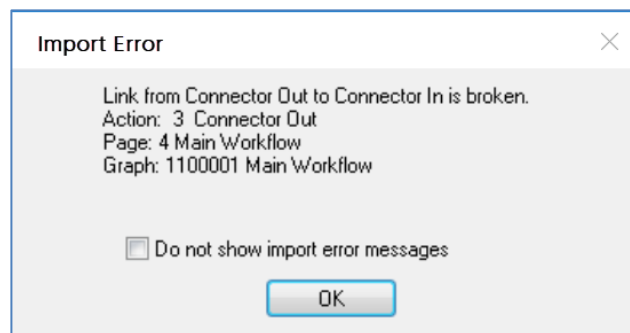 Import Error
Link from Connector Out to Connector In is broken.
Action:  3  Connector Out
Page: 4 Main Workflow
Graph: 1100001 Main Workflow
Do not show import error messages
OK